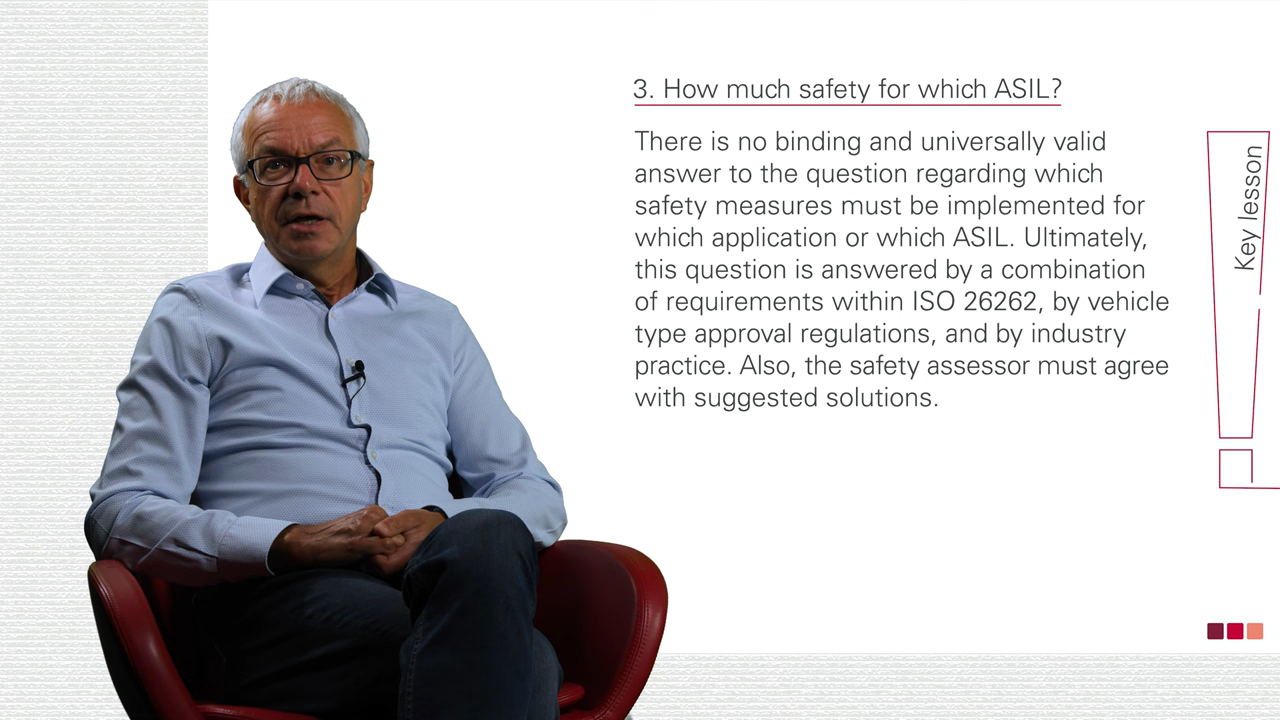 3. How much safety for which ASIL?
There is no binding and universally valid
answer to the question regarding which
safety measures must be implemented for
which application or which ASIL. Ultimately,
this question is answered by a combination
of requirements within ISO 26262, by vehicle
type approval regulations, and by industry
practice. Also, the safety assessor must agree
with suggested solutions.
Key lesson